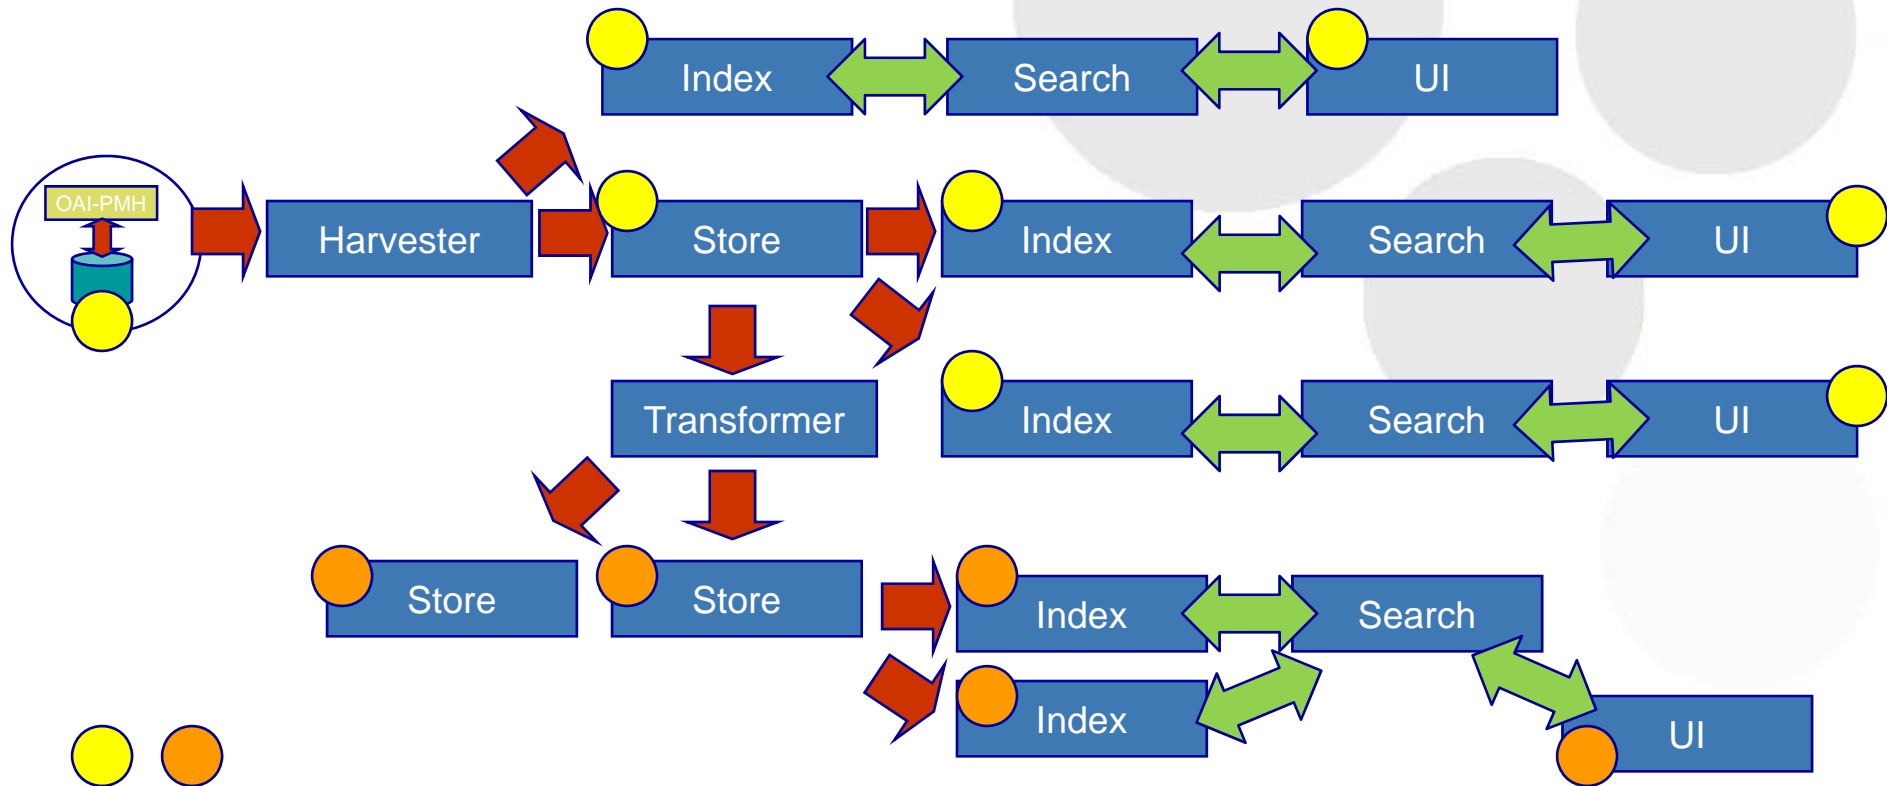 Index
Search
UI
OAI-PMH
Harvester
Store
Index
Search
UI
Transformer
Index
Search
UI
Store
Store
Index
Search
Index
UI